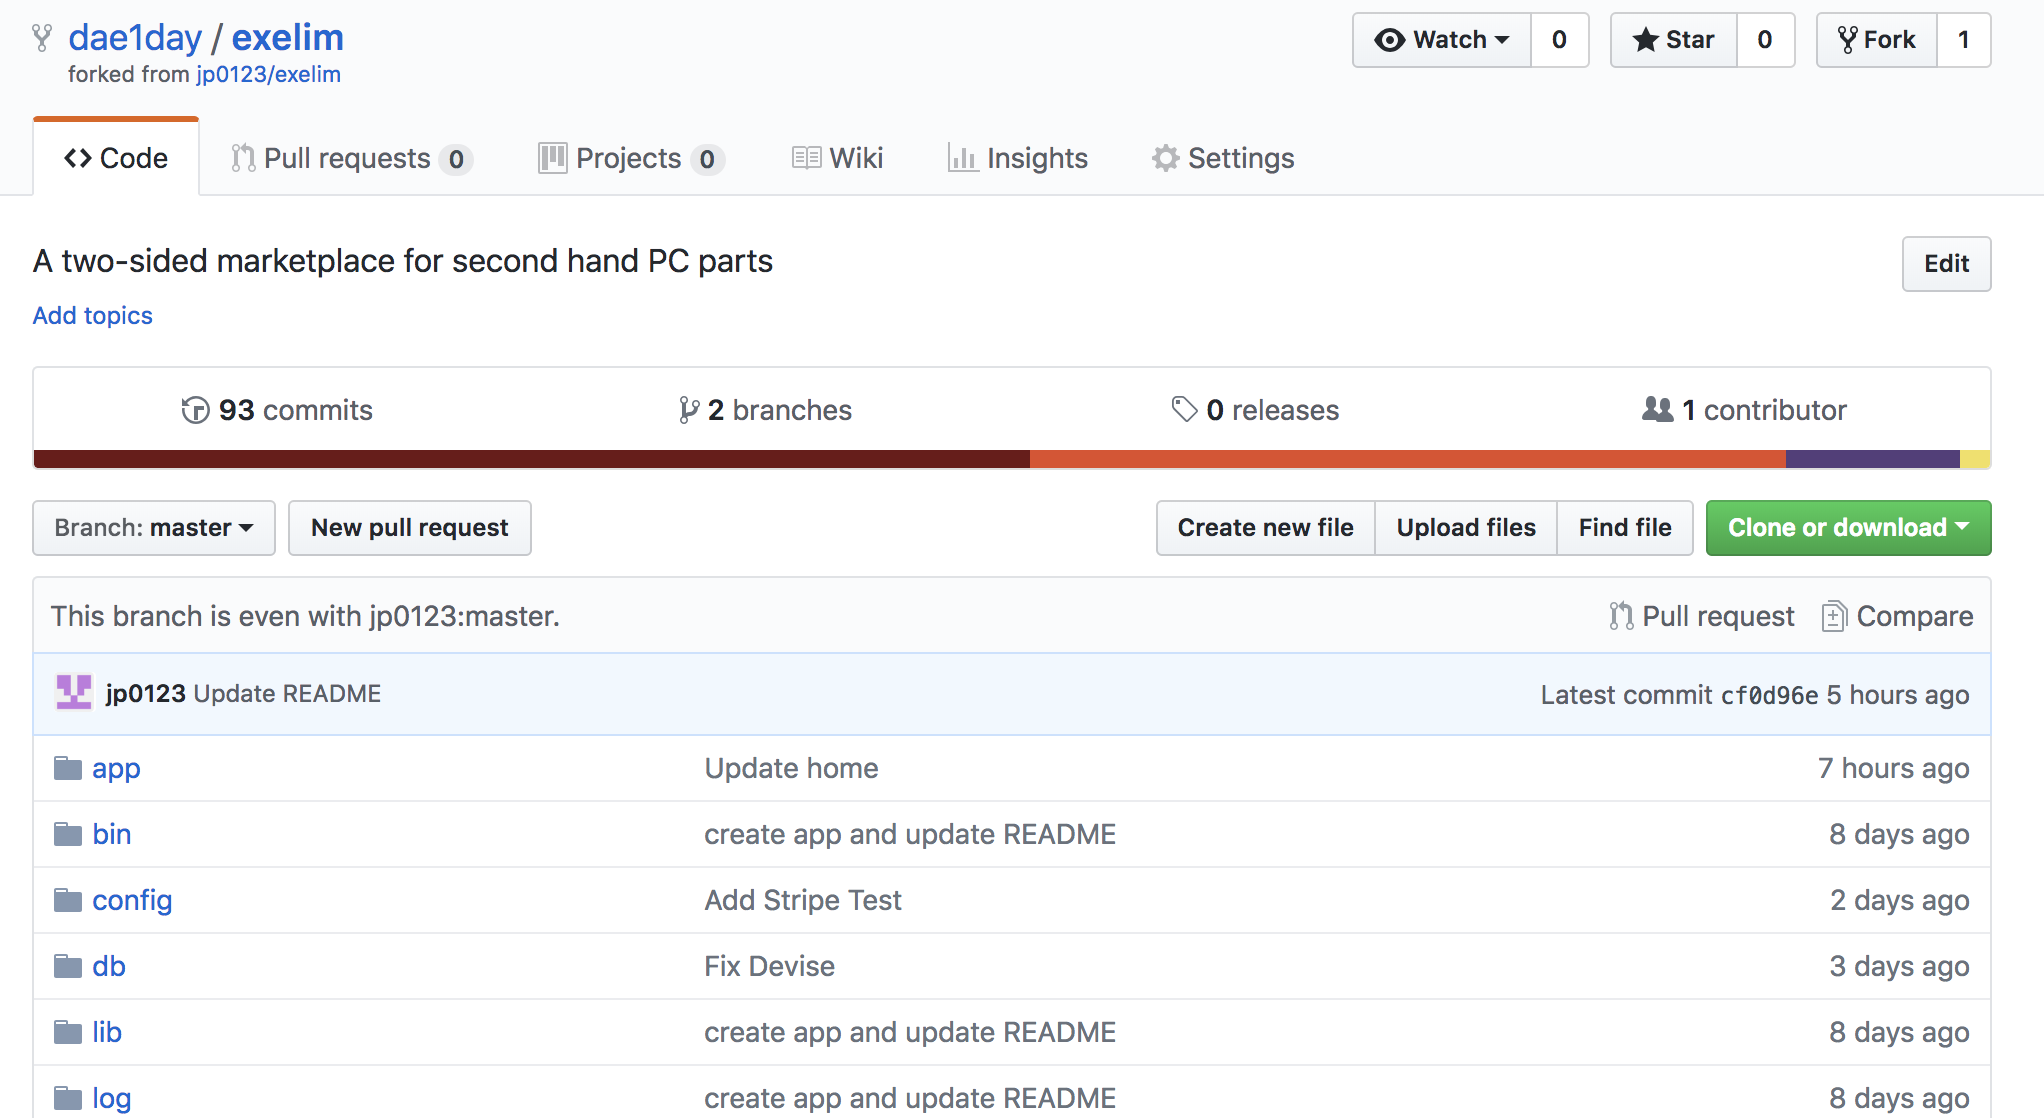 dae1day / exelim
Watch 0
Star 0
Fork 1
forked from jp0123/exelim
Code
Pull requests 0
Projects 0
Wiki
Insights
Settings
A two-sided marketplace for second hand PC parts
Edit
Add topics
93 commits
2 branches
0 releases
1 contributor
Branch: master
New pull request
Create new file
Upload files
Find file
Clone or download
This branch is even with jp0123:master.
Pull request
Compare
jp0123 Update README
Latest commit cf0d96e 5 hours ago
app Update home 7 hours ago
bin create app and update README 8 days ago
config Add Stripe Test 2 days ago
db Fix Devise 3 days ago
lib create app and update README 8 days ago
log create app and update README 8 days ago